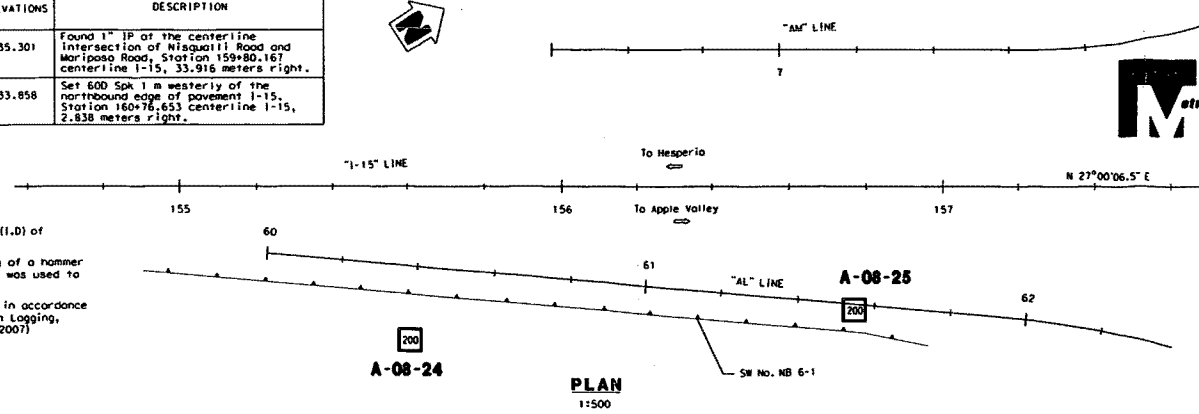 VATIONS
DESCRIPTION
35.301
Found 1" IP at the centerline
intersection of Nisqualli Road and
Mariposa Road, Station 159+80.167
centerline I-15, 33.916 meters right.
33.858
Set 60D Spk 1 m westerly of the
northbound edge of pavement I-15,
Station 160+76.653 centerline I-15,
2.838 meters right.
"AM" LINE
7
M
etr
"I-15" LINE
To Hesperia
N 27°00'06.5" E
155
156
157
To Apple Valley
(I.D) of
of a hammer
was used to
in accordance
Logging,
2007)
60
61
"AL" LINE
A-08-25
200
62
200
A-08-24
SW No. NB 6-1
PLAN
1:500